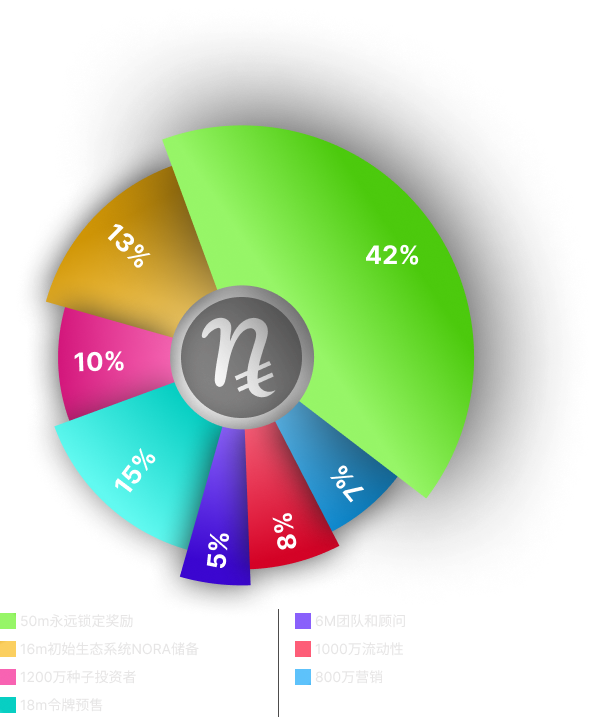 42%
13%
10%
15%
7%
8%
5%
50m永远锁定奖励
16m初始生态系统NORA储备
1200万种子投资者
18m令牌预售
6M团队和顾问
1000万流动性
800万营销